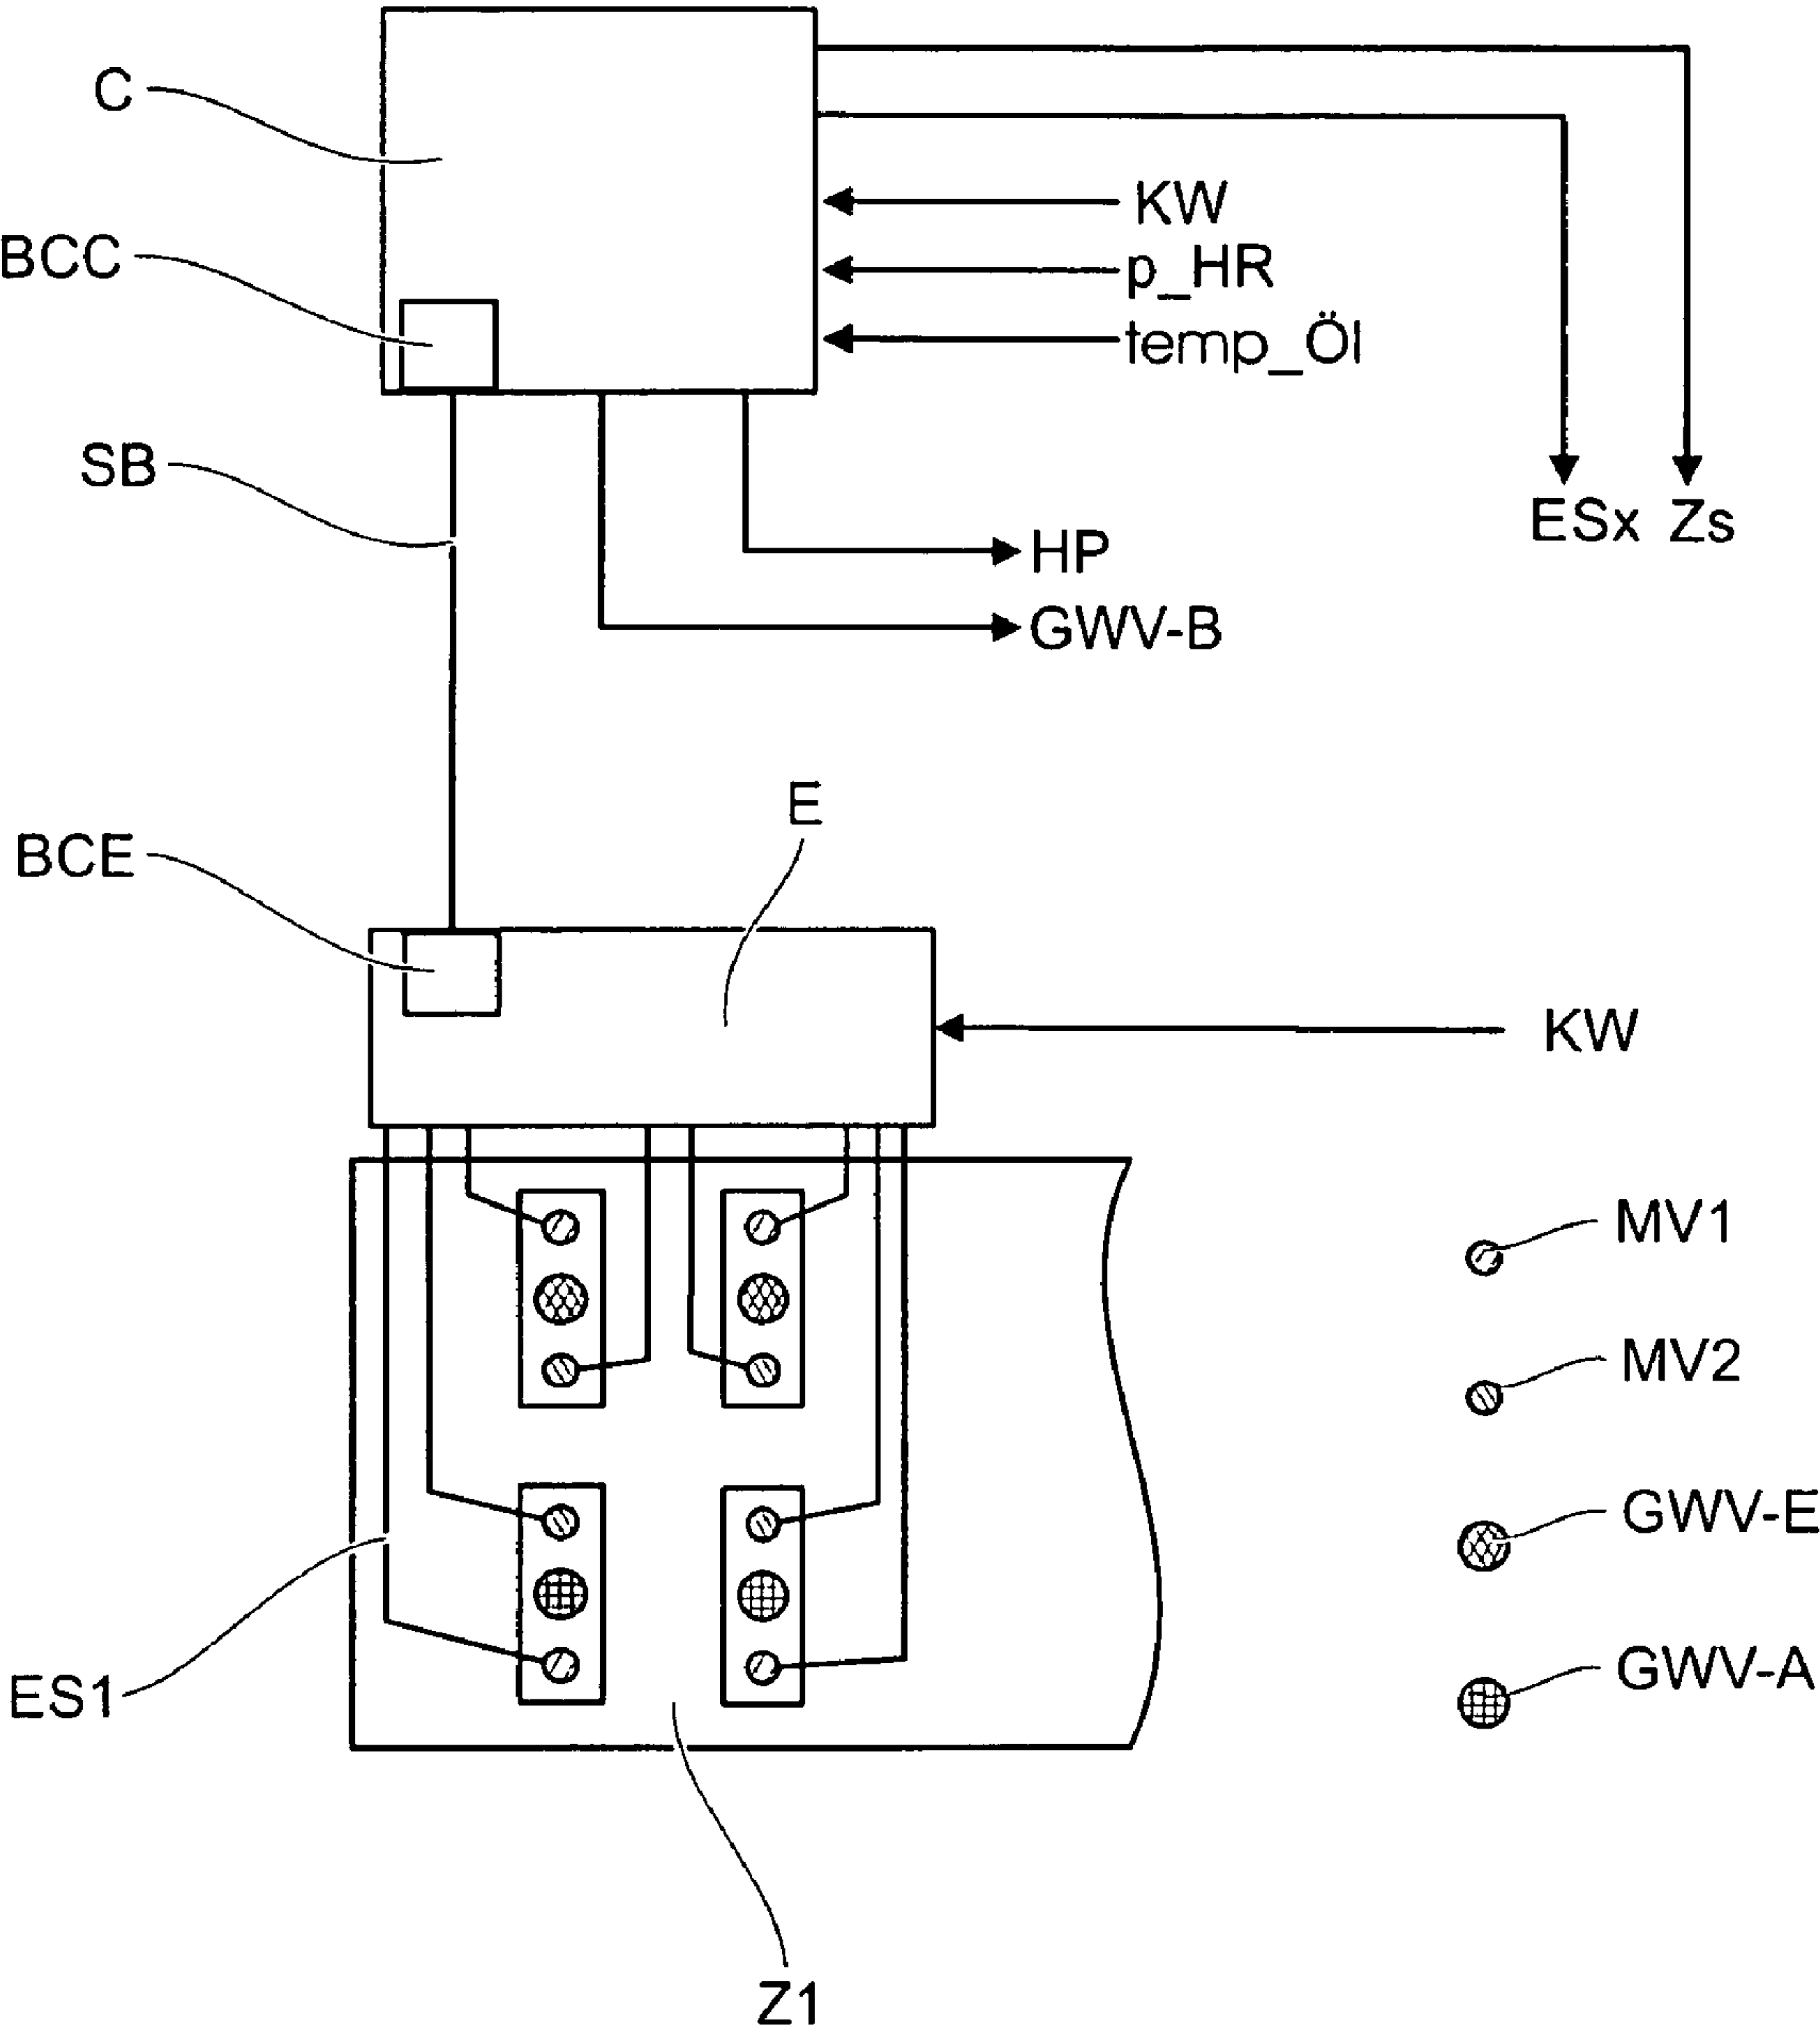 C
KW
BCC
p_HR
temp_Öl
SB
ESx Zs
HP
GWV-B
E
BCE
KW
MV1
MV2
GWV-E
GWV-A
ES1
Z1